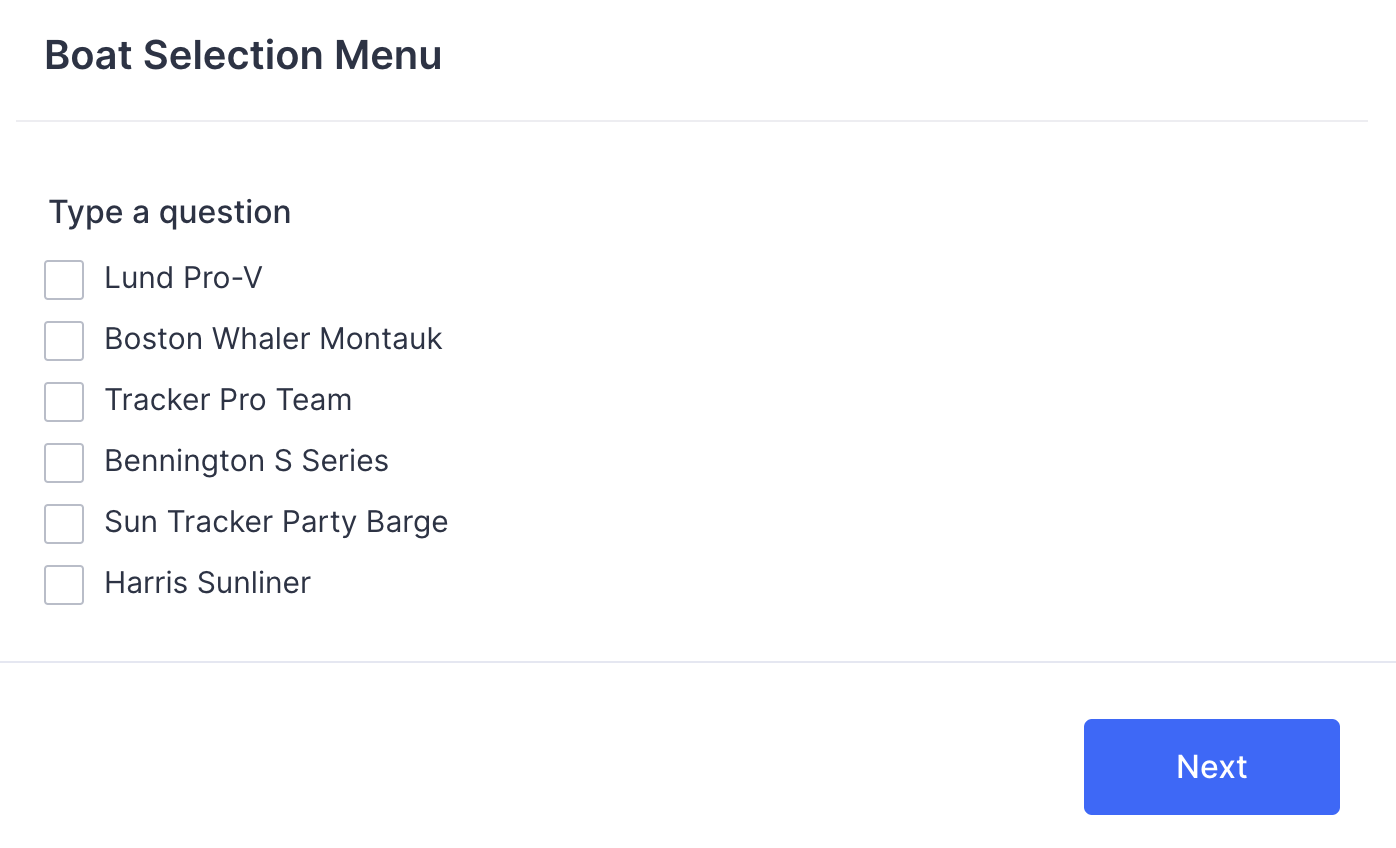 Boat Selection Menu
Type a question
Lund Pro-V
Boston Whaler Montauk
Tracker Pro Team
Bennington S Series
Sun Tracker Party Barge
Harris Sunliner
Next